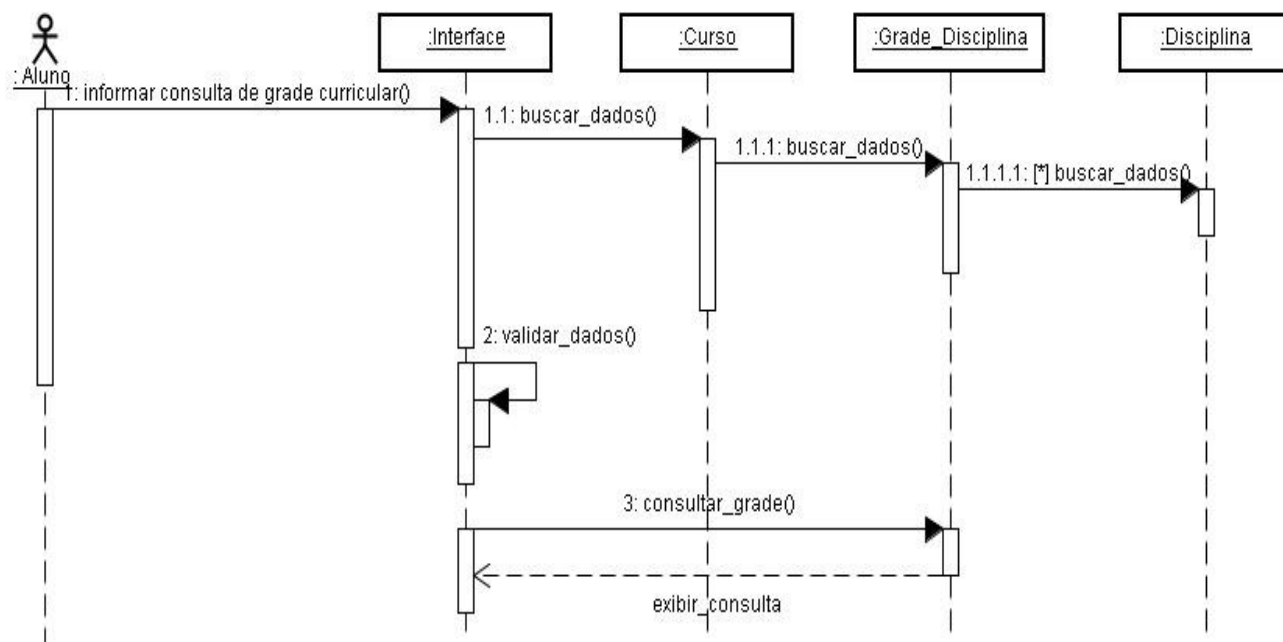 :Interface
:Curso
:Grade_Disciplina
:Disciplina
: Aluno
1: informar consulta de grade curricular()
1.1: buscar_dados()
1.1.1: buscar_dados()
1.1.1.1: [*] buscar_dados()
2: validar_dados()
3: consultar_grade()
exibir_consulta